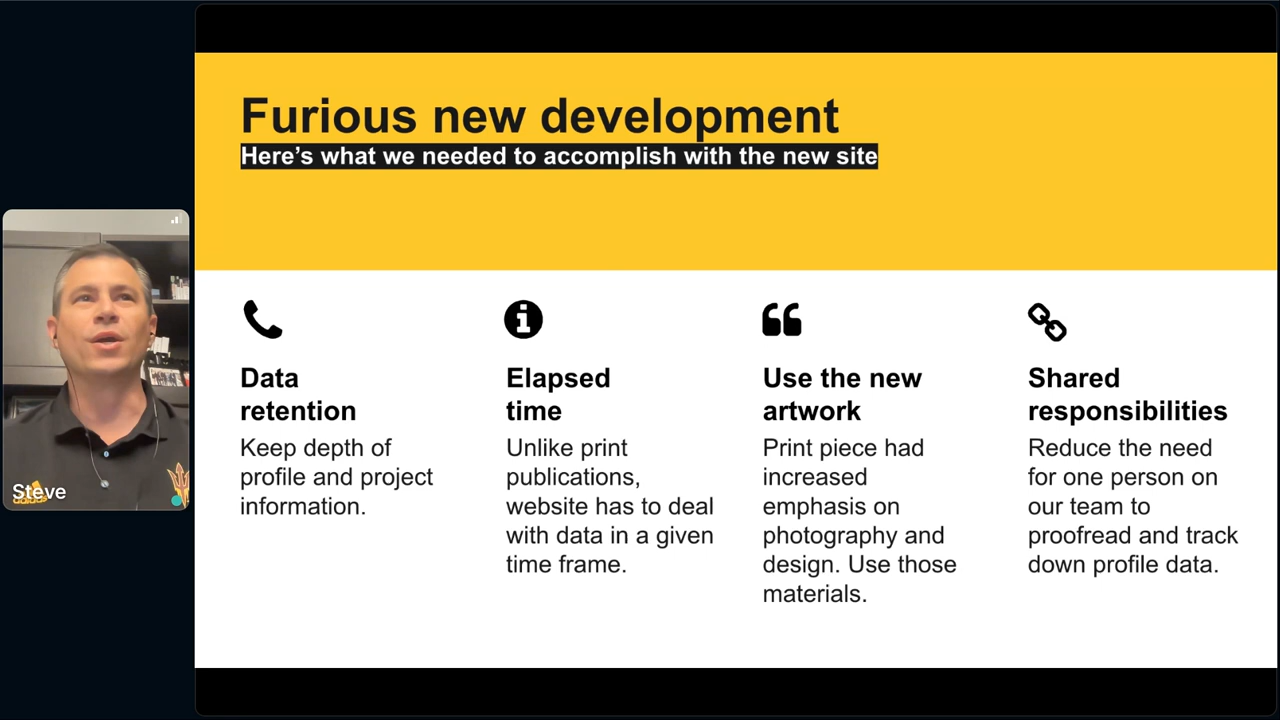 Furious new development
Here’s what we needed to accomplish with the new site
Data
retention
Keep depth of
profile and project
information.
Elapsed
time
Unlike print
publications,
website has to deal
with data in a given
time frame.
Use the new
artwork
Print piece had
increased
emphasis on
photography and
design. Use those
materials.
Shared
responsibilities
Reduce the need
for one person on
our team to
proofread and track
down profile data.
Steve
adidas